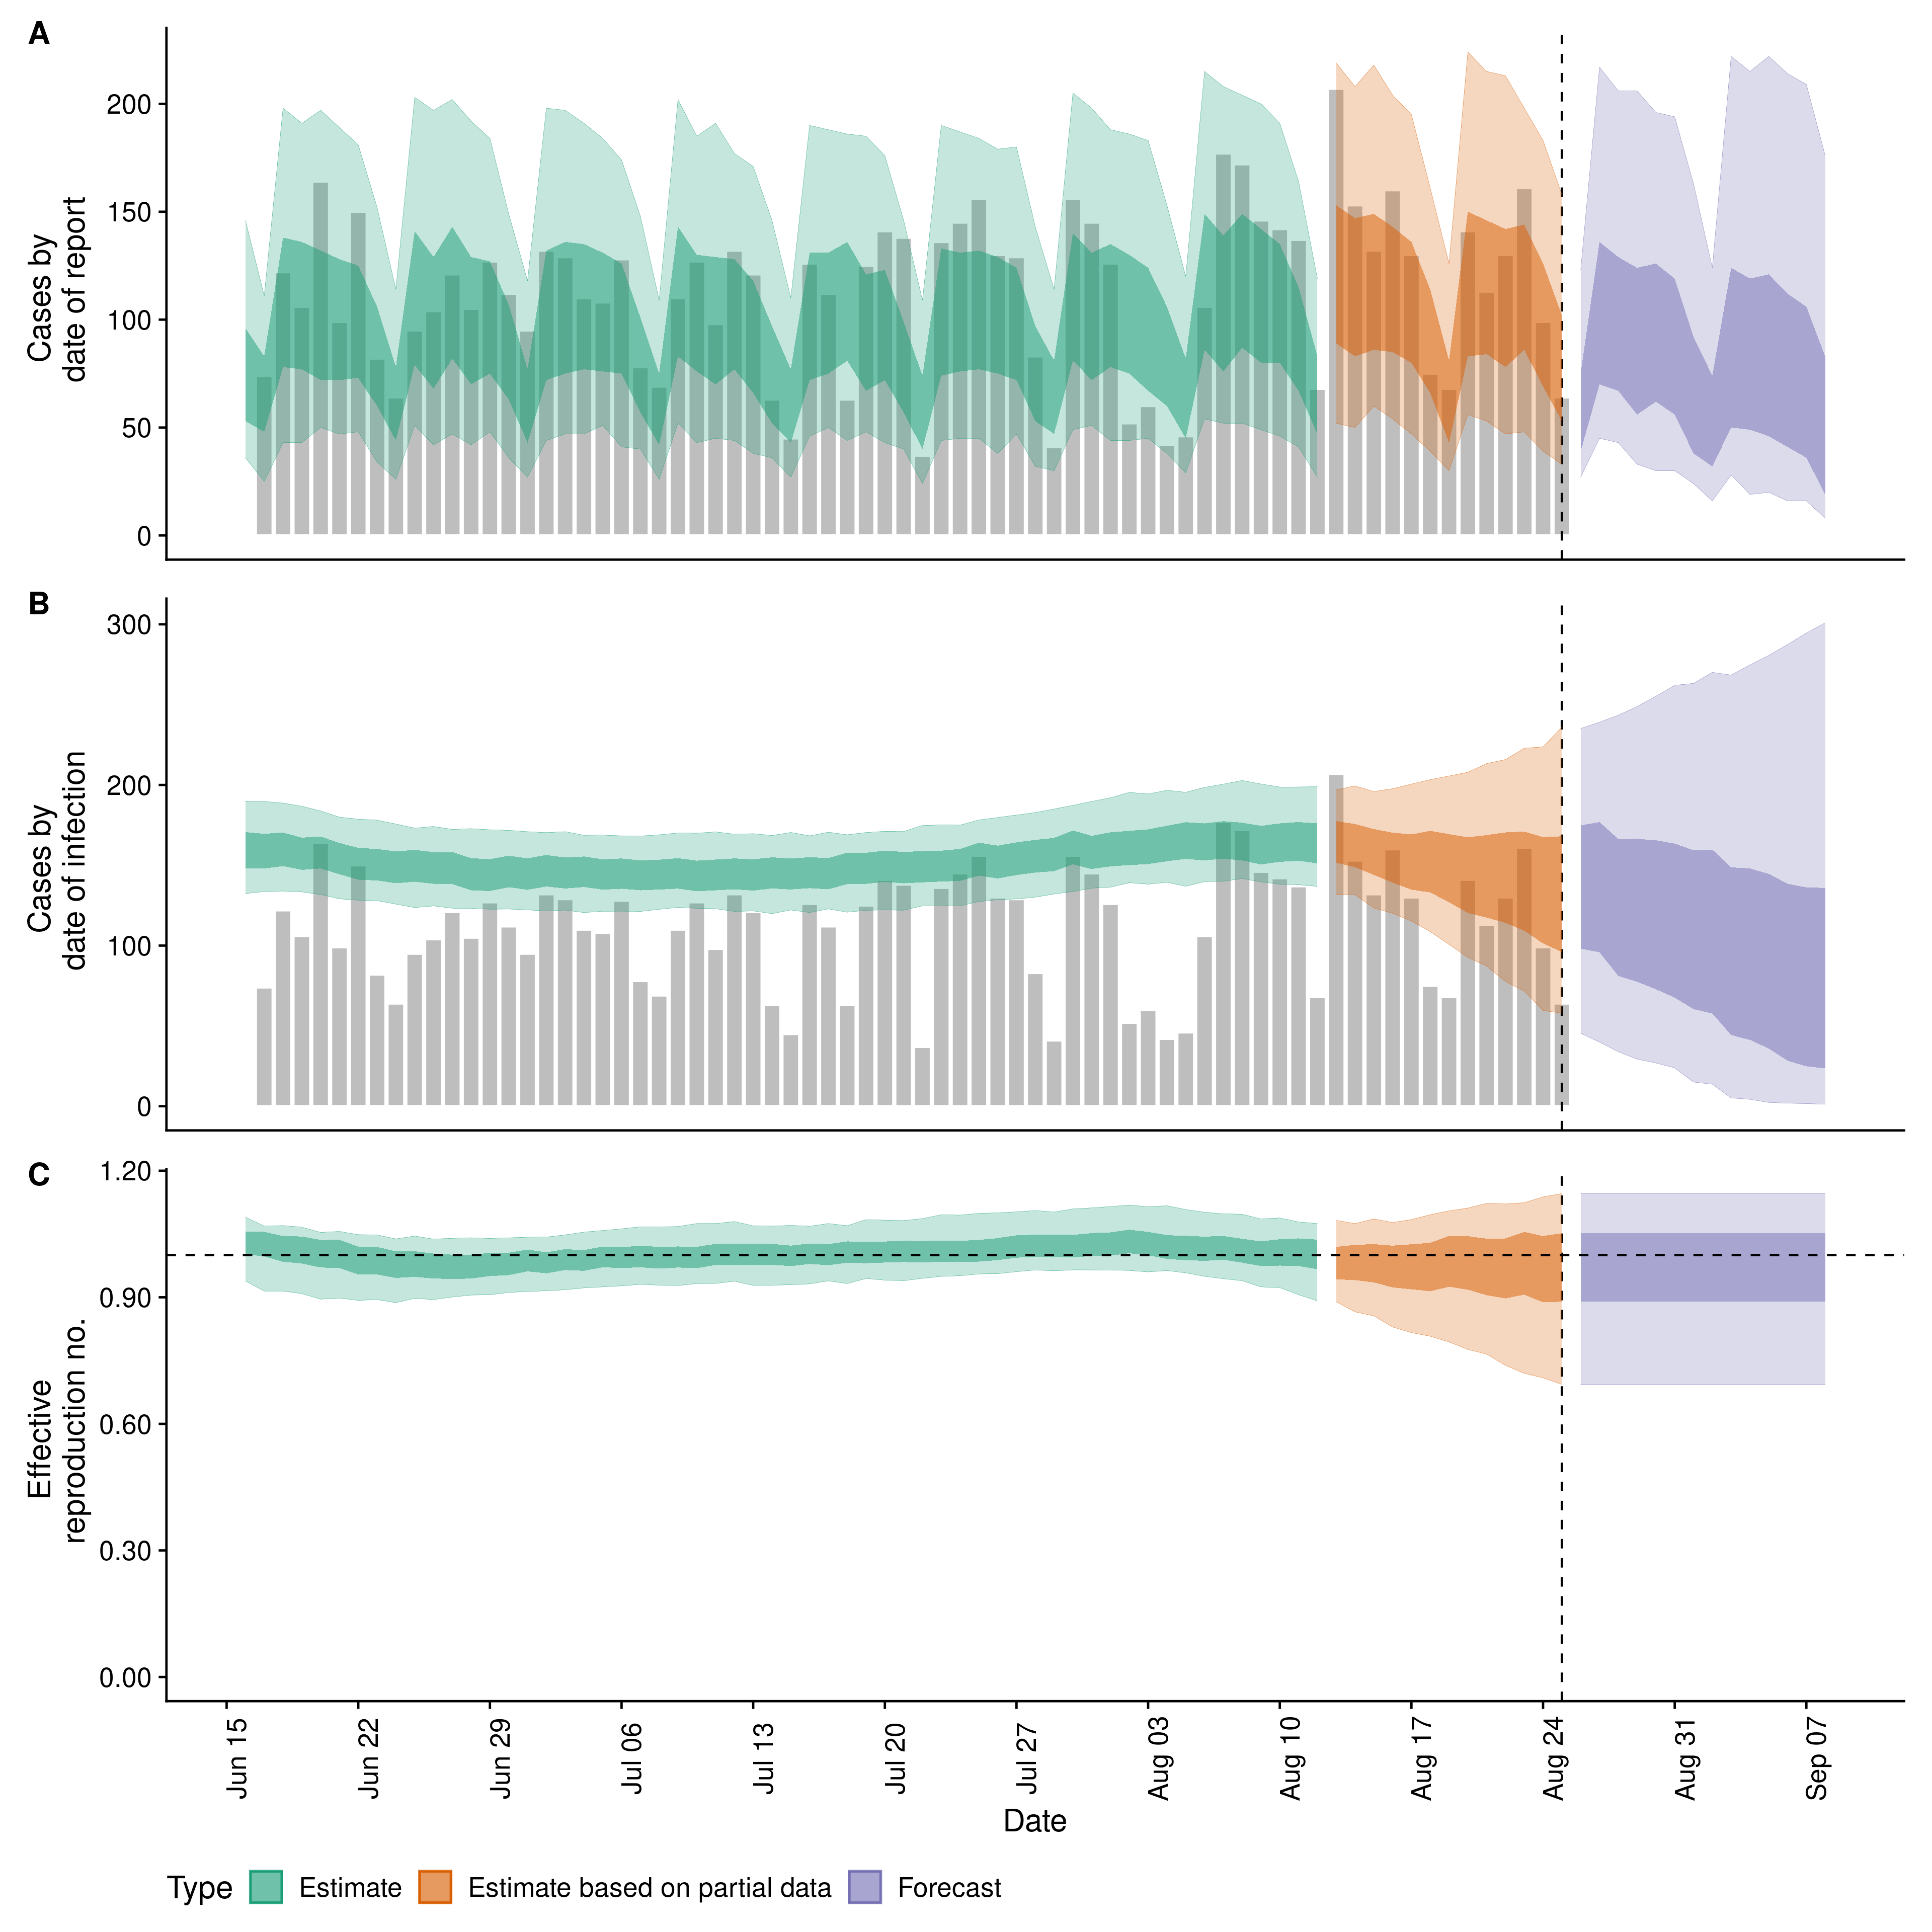 A
Cases by
date of report
200
150
100
50
0
B
Cases by
date of infection
300
200
100
0
C
Effective
reproduction no.
1.20
0.90
0.60
0.30
0.00
Jun 15
Jun 22
Jun 29
Jul 06
Jul 13
Jul 20
Jul 27
Aug 03
Aug 10
Aug 17
Aug 24
Aug 31
Sep 07
Date
Type Estimate Estimate based on partial data Forecast